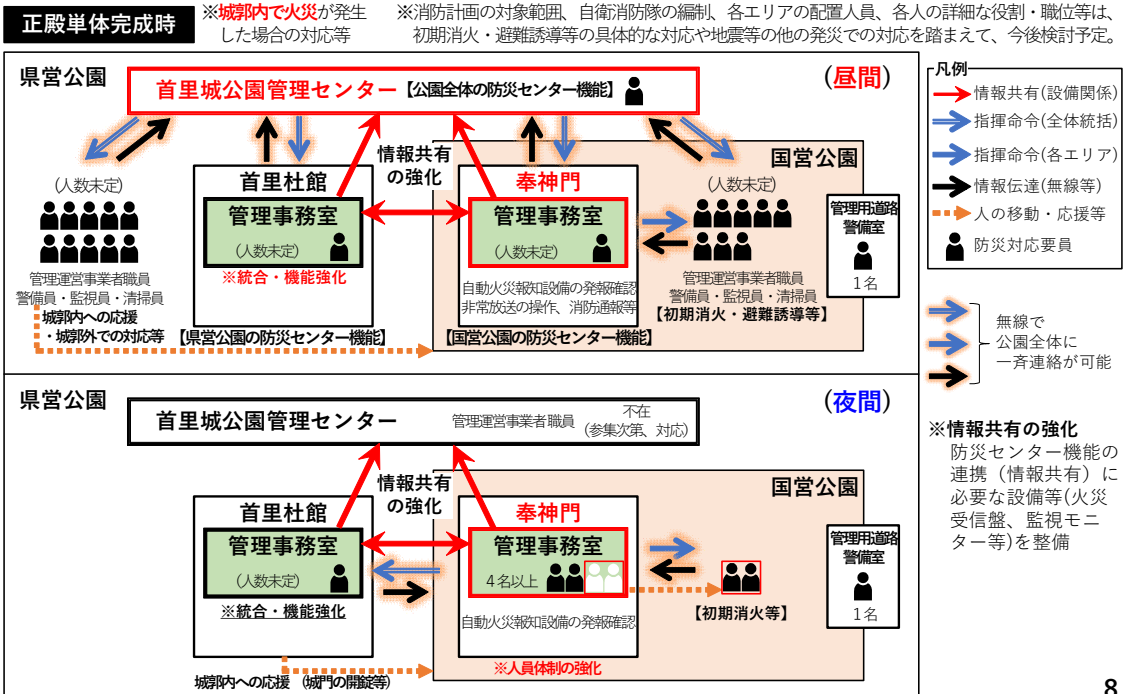 正殿単体完成時
※城郭内で火災が発生
した場合の対応等
※消防計画の対象範囲、自衛消防隊の編制、各エリアの配置人員、各人の詳細な役割・職位等は、
初期消火・避難誘導等の具体的な対応や地震等の他の発災での対応を踏まえて、今後検討予定。
県営公園
(昼間)
首里城公園管理センター【公園全体の防災センター機能】
情報共有
の強化
国営公園
(人数未定)
管理運営事業者職員
警備員・監視員・清掃員
城郭内への応援
・城郭外での対応等
首里杜館
管理事務室
(人数未定)
※統合・機能強化
【県営公園の防災センター機能】
奉神門
管理事務室
(人数未定)
自動火災報知設備の発報確認
非常放送の操作、消防通報等
【国営公園の防災センター機能】
(人数未定)
管理運営事業者職員
警備員・監視員・清掃員
【初期消火・避難誘導等】
管理用道路
警備室
1名
凡例
情報共有(設備関係)
指揮命令(全体統括)
指揮命令(各エリア)
情報伝達(無線等)
人の移動・応援等
防災対応要員
無線で
公園全体に
一斉連絡が可能
県営公園
(夜間)
首里城公園管理センター
管理運営事業者職員
不在
(参集次第、対応)
情報共有
の強化
国営公園
首里杜館
管理事務室
(人数未定)
※統合・機能強化
奉神門
管理事務室
4名以上
自動火災報知設備の発報確認
※人員体制の強化
【初期消火等】
管理用道路
警備室
1名
城郭内への応援 (城門の開錠等)
※情報共有の強化
防災センター機能の
連携（情報共有）に
必要な設備等(火災
受信盤、監視モニ
ター等)を整備
8